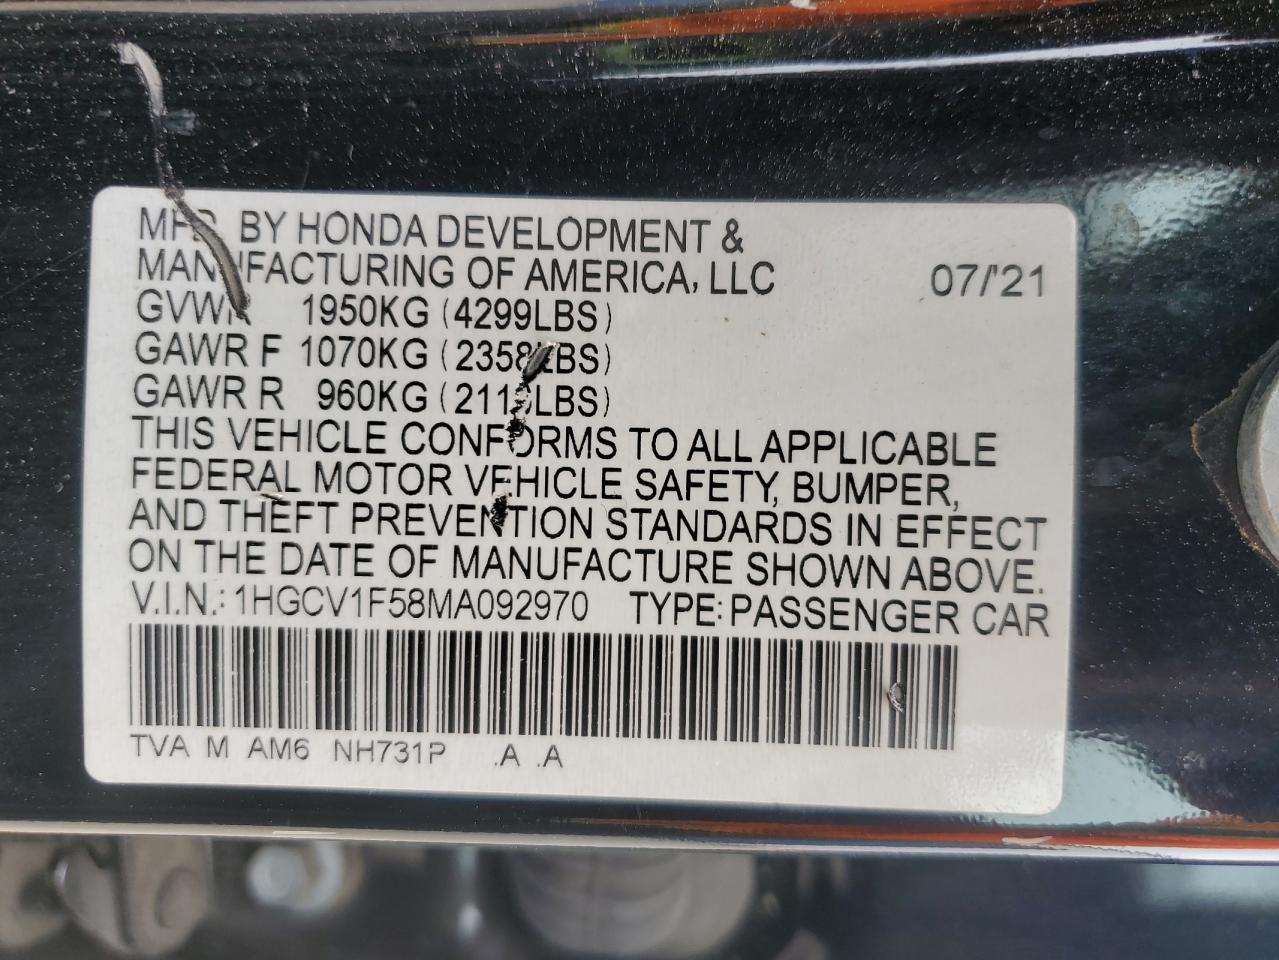 MFD. BY HONDA DEVELOPMENT &
MANUFACTURING OF AMERICA, LLC 07/'21
GVWR 1950KG (4299LBS)
GAWR F 1070KG (2358LBS)
GAWR R 960KG
THIS VEHICLE CONFORMS TO ALL APPLICABLE
FEDERAL MOTOR VEHICLE SAFETY, BUMPER,
AND THEFT PREVENTION STANDARDS IN EFFECT
ON THE DATE OF MANUFACTURE SHOWN ABOVE.
V.I.N.: 1HGCV1F58MA092970 TYPE: PASSENGER CAR
TVA M AM6 NH731P .A .A